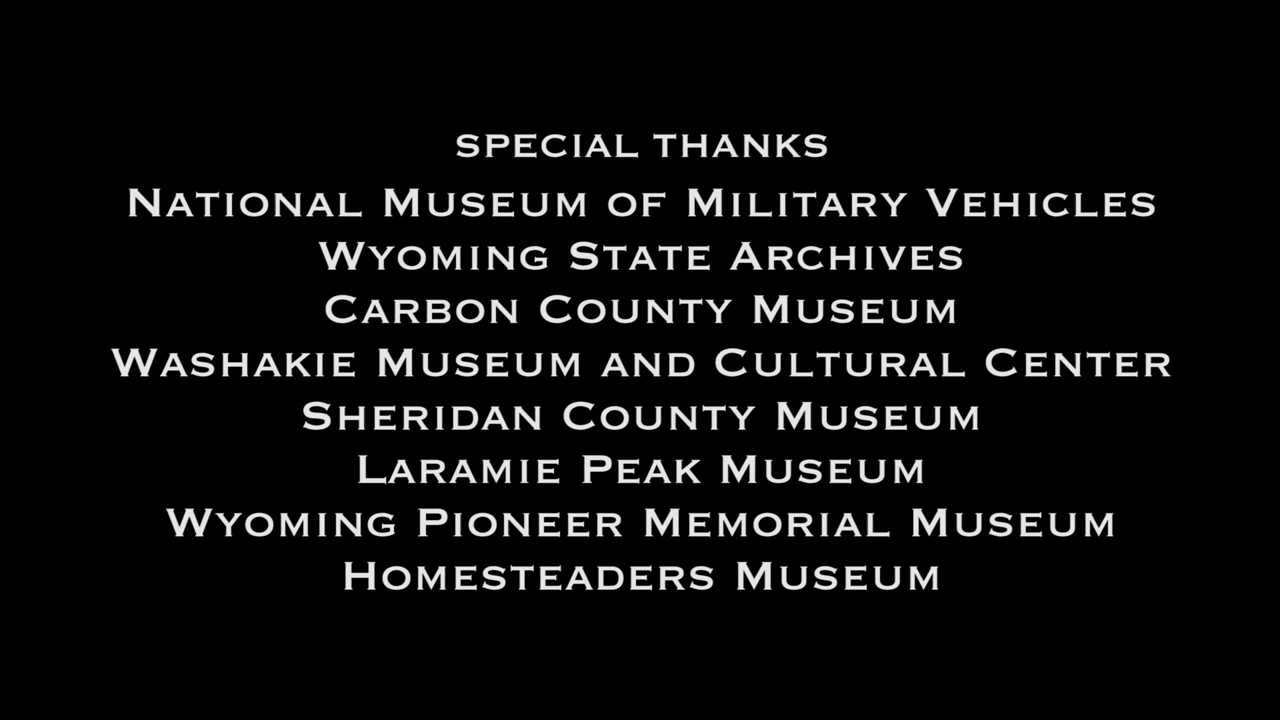 SPECIAL THANKS
NATIONAL MUSEUM OF MILITARY VEHICLES
WYOMING STATE ARCHIVES
CARBON COUNTY MUSEUM
WASHAKIE MUSEUM AND CULTURAL CENTER
SHERIDAN COUNTY MUSEUM
LARAMIE PEAK MUSEUM
WYOMING PIONEER MEMORIAL MUSEUM
HOMESTEADERS MUSEUM